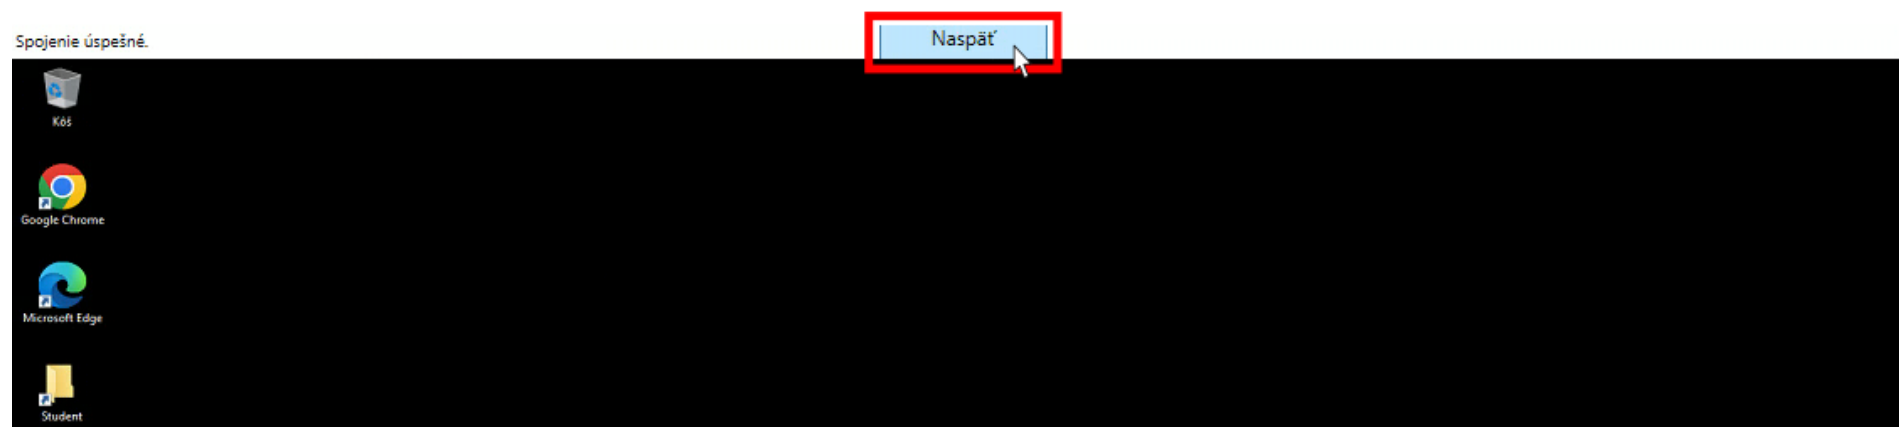 Spojenie úspešné.
Naspäť
Kôš
Google Chrome
Microsoft Edge
Student